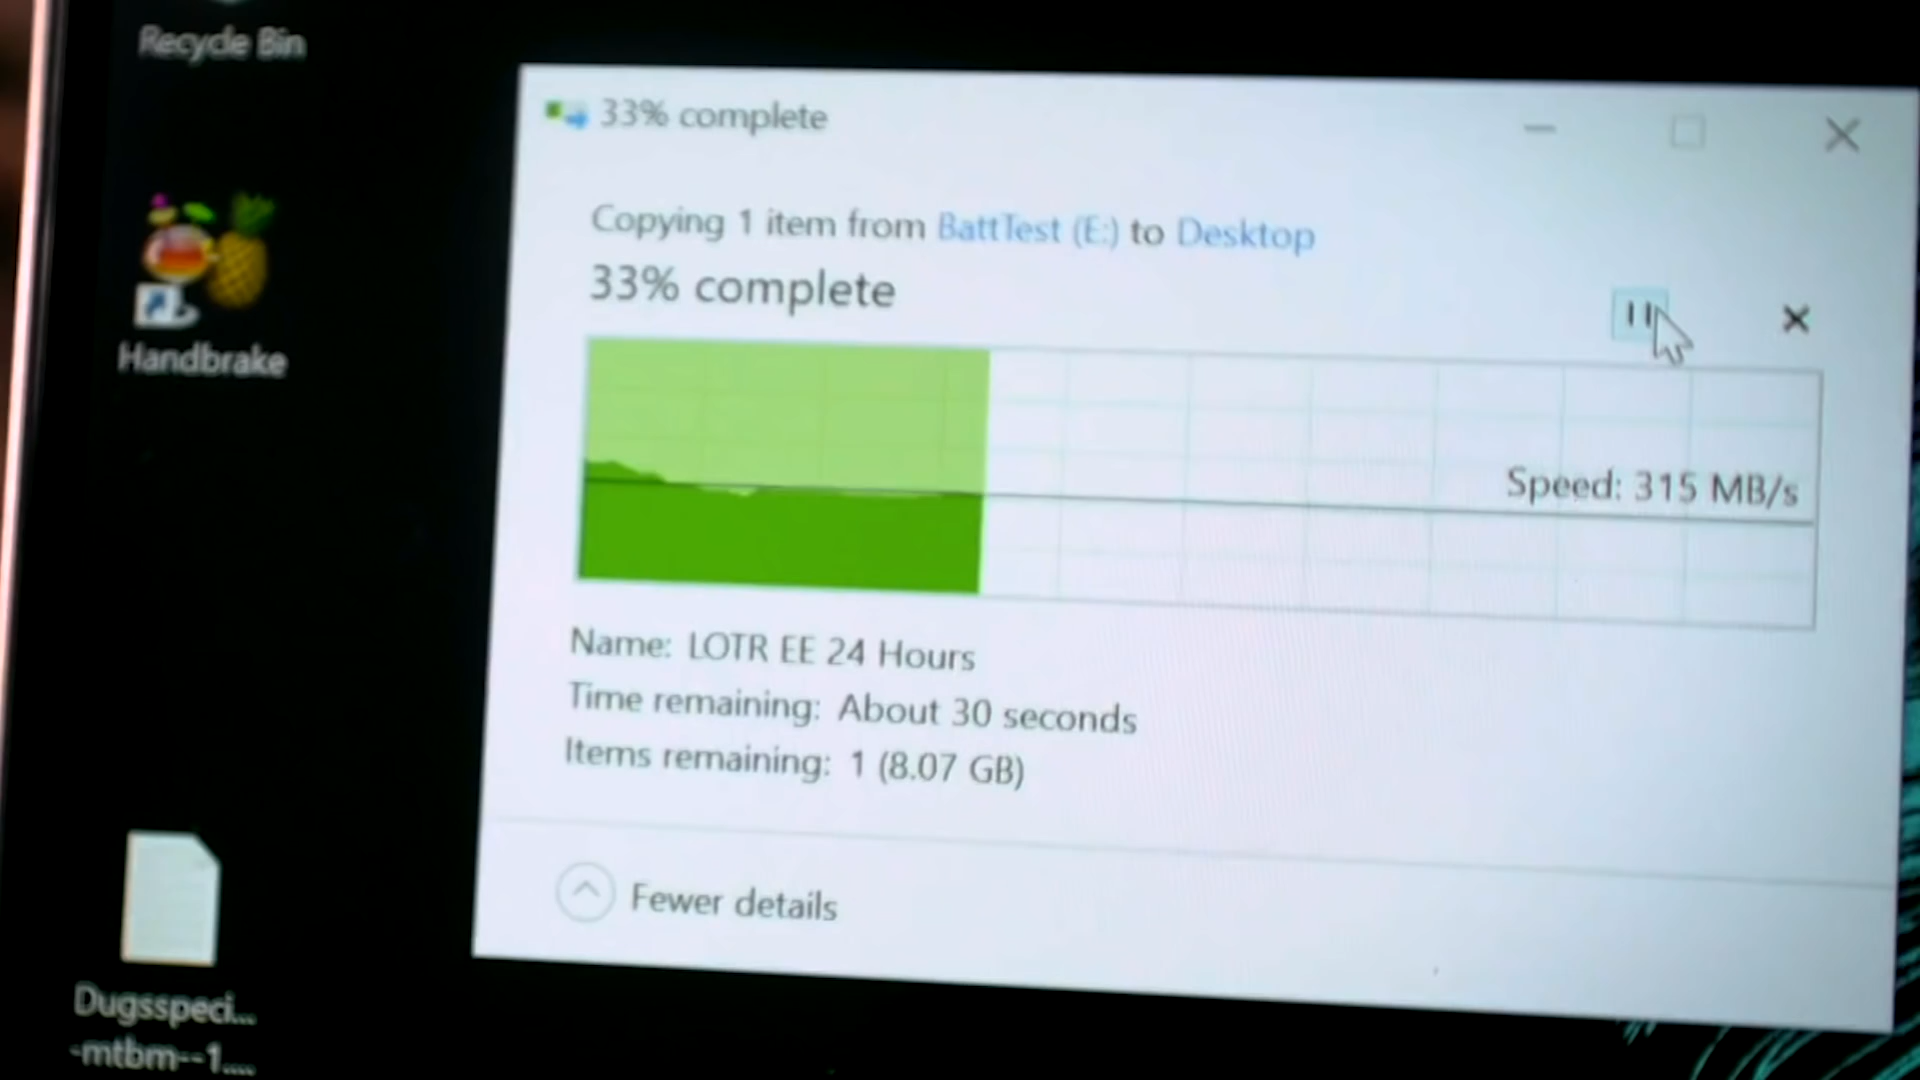 Recycle Bin
33% complete
Copying 1 item from BattTest (E:) to Desktop
33% complete
Handbrake
Speed: 315 MB/s
Name: LOTR EE 24 Hours
Time remaining: About 30 seconds
Items remaining: 1 (8.07 GB)
Fewer details
Dugsspeci...
-mtbm--1....